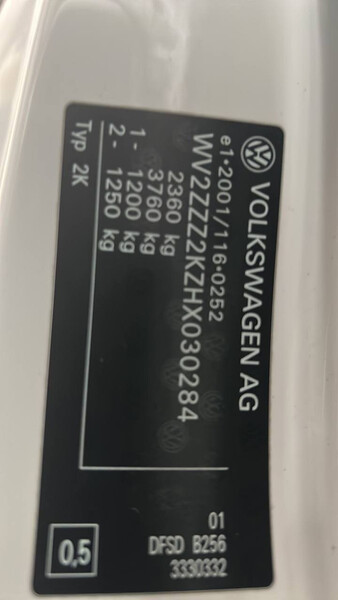 VOLKSWAGEN AG
e1*2001/116*0252
WV2ZZZ2KZHX030284
2360 kg
3760 kg
1- 1200 kg
2- 1250 kg
Typ 2K
01
DFSD B256
3330332
0,5